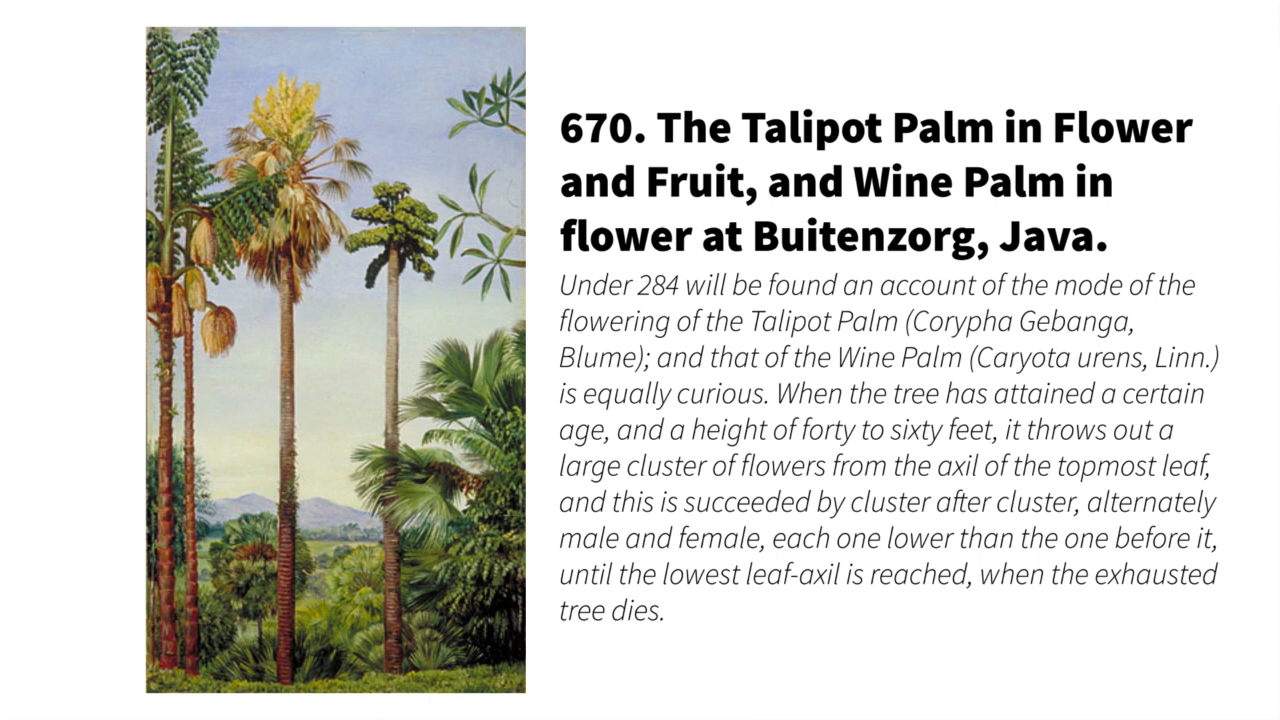 670. The Talipot Palm in Flower
and Fruit, and Wine Palm in
flower at Buitenzorg, Java.
Under 284 will be found an account of the mode of the
flowering of the Talipot Palm (Corypha Gebanga,
Blume); and that of the Wine Palm (Caryota urens, Linn.)
is equally curious. When the tree has attained a certain
age, and a height of forty to sixty feet, it throws out a
large cluster of flowers from the axil of the topmost leaf,
and this is succeeded by cluster after cluster, alternately
male and female, each one lower than the one before it,
until the lowest leaf-axil is reached, when the exhausted
tree dies.